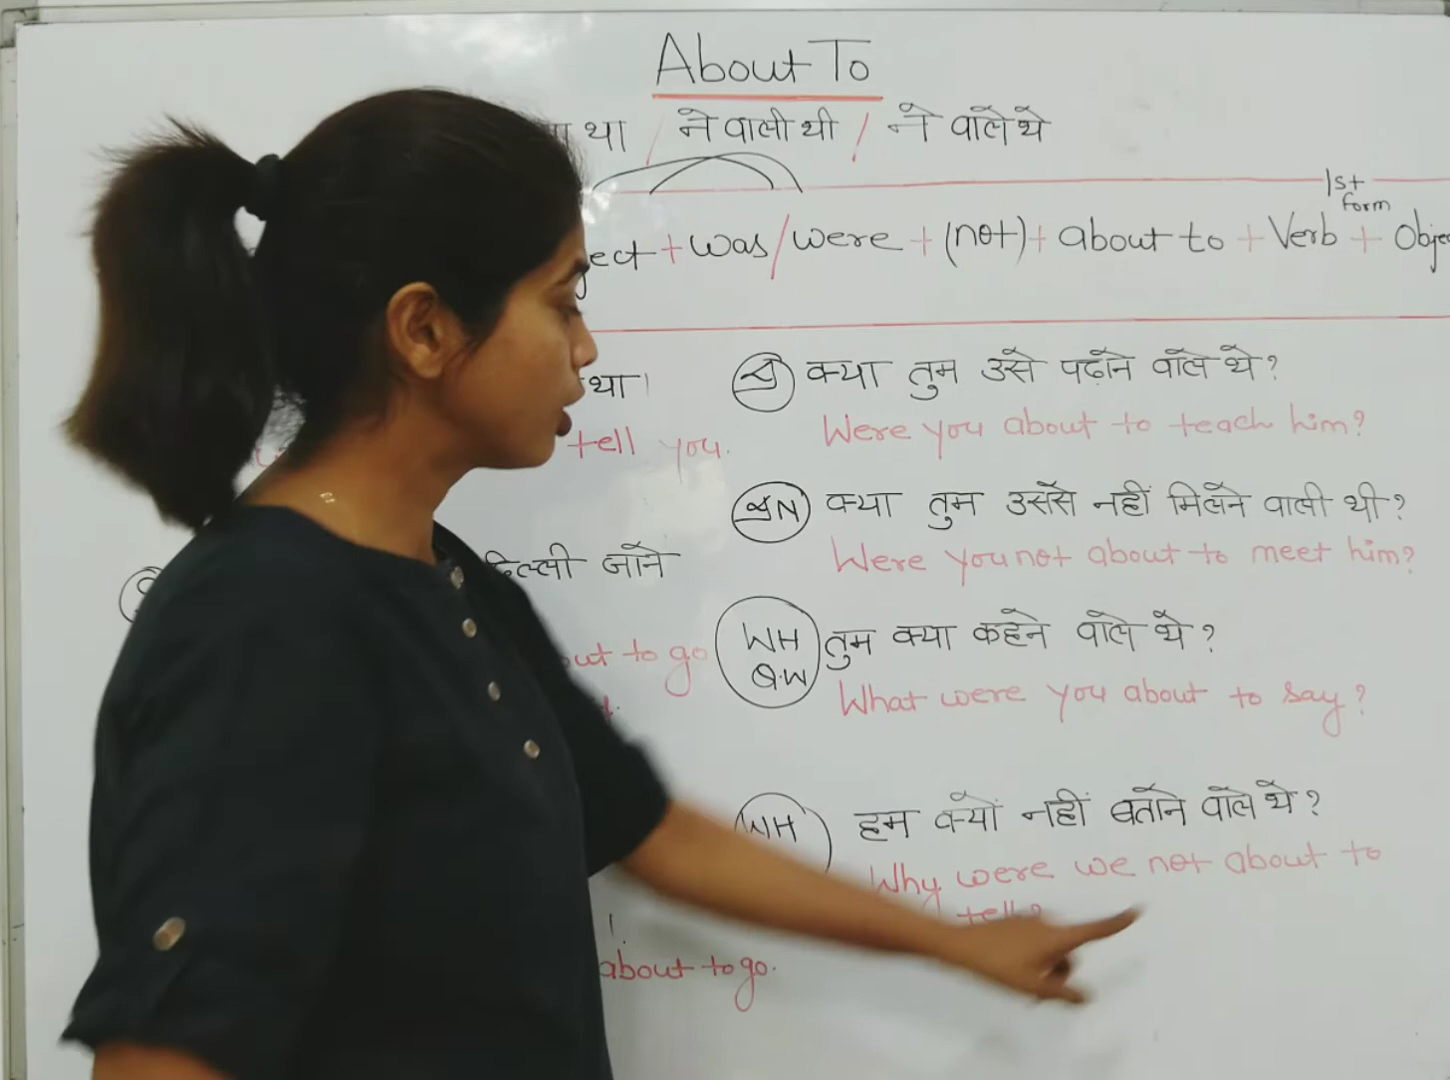 About To
था / ने वाली थी / ने वाले थे
1st form
ect + was / were + (not) + about to + Verb + Obje
था।
tell you.
दिल्ली जाने
out to go
about to go.
क्या तुम उसे पढ़ाने वाले थे?
Were you about to teach him?
N क्या तुम उससे नहीं मिलने वाली थी?
Were you not about to meet him?
WH Q.W तुम क्या कहने वाले थे?
What were you about to say?
WH हम क्यों नहीं बताने वाले थे?
Why were we not about to
tell?